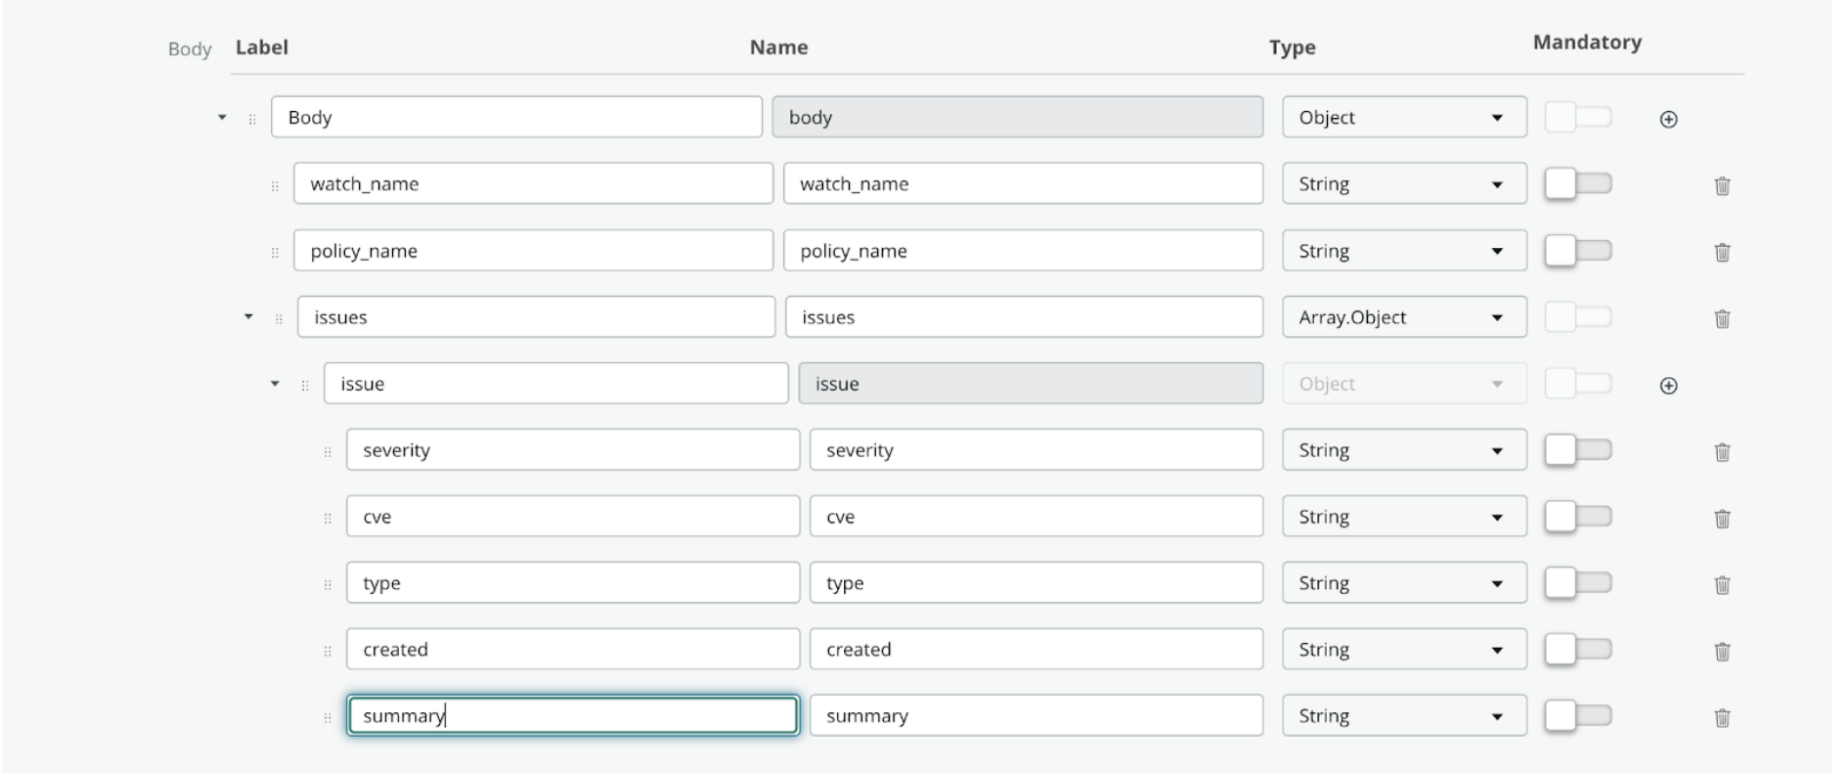 Body Label Name Type Mandatory
Body body Object
watch_name watch_name String
policy_name policy_name String
issues issues Array.Object
issue issue Object
severity severity String
cve cve String
type type String
created created String
summary summary String